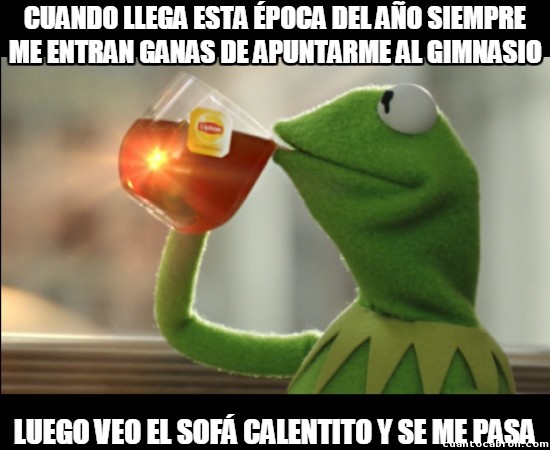 CUANDO LLEGA ESTA ÉPOCA DEL AÑO SIEMPRE
ME ENTRAN GANAS DE APUNTARME AL GIMNASIO
Lipton
LUEGO VEO EL SOFÁ CALENTITO Y SE ME PASA
cuantocabron.com